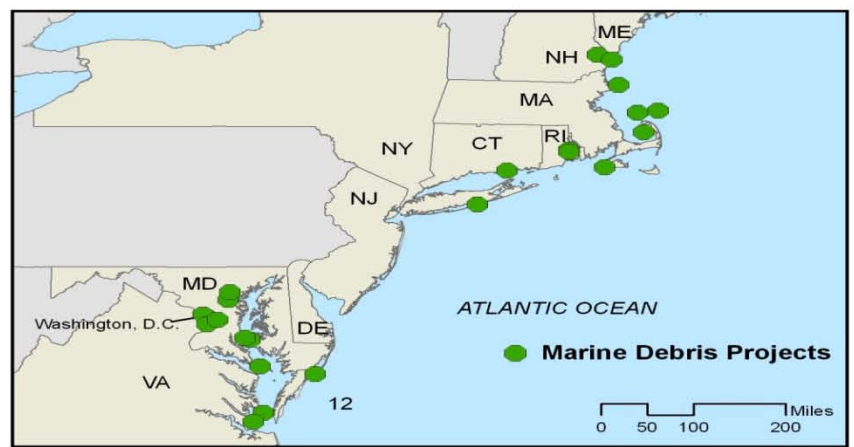 ME
NH
MA
RI
CT
NY
NJ
MD
Washington, D.C.
DE
ATLANTIC OCEAN
Marine Debris Projects
VA
12
Miles
0 50 100 200